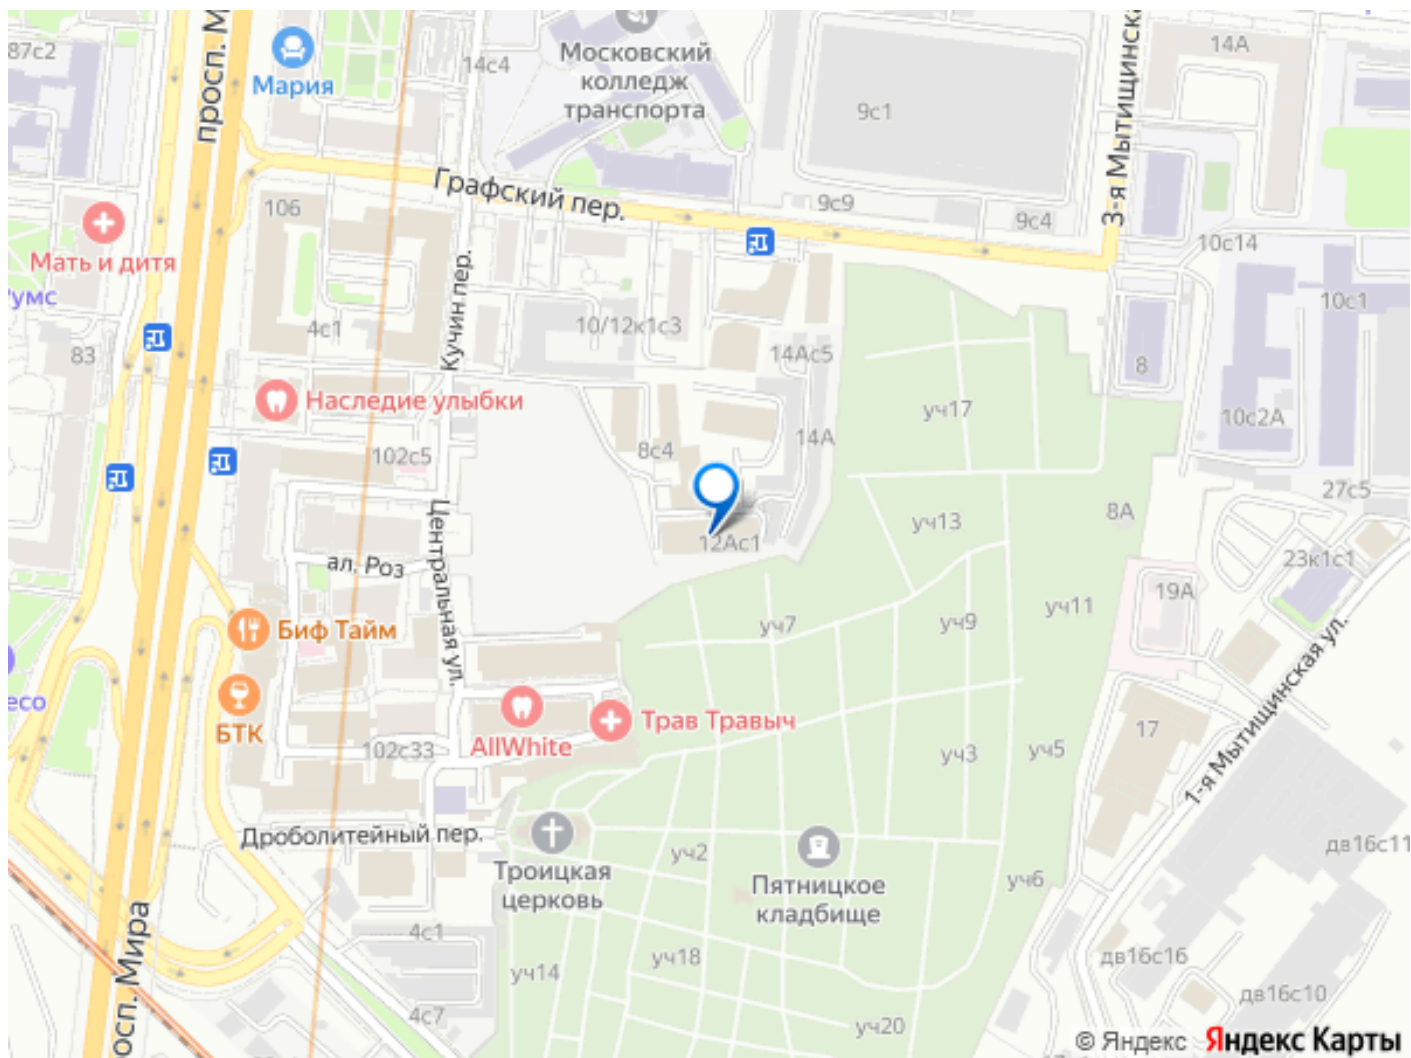 87с2
просп. М
Мария
14с4
Московский
колледж
транспорта
9с1
3-я Мытищинска
14А
Графский пер.
106
9с9
9с4
10с14
Мать и дитя
умс
Кучин пер.
10/12к1с3
4с1
83
14Ас5
8
10с1
Наследие улыбки
уч17
10с2А
14А
8с4
102с5
27с5
уч13
8А
12Ас1
Центральная ул.
ал. Роз
23к1с1
19А
уч11
уч9
уч7
Биф Тайм
1-я Мытищинская ул.
есо
БТК
AllWhite
Трав Травыч
102с33
уч3
уч5
17
Дроболитейный пер.
Троицкая
церковь
уч2
Пятницкое
кладбище
уч6
дв16с11
просп. Мира
4с1
уч14
уч18
дв16с16
дв16с10
4с7
уч20
© Яндекс Яндекс Карты